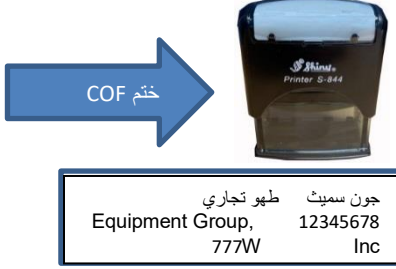 ختم COF
Shiny®
Printer S-844
جون سميث طهو تجاري
Equipment Group, 12345678
777W Inc